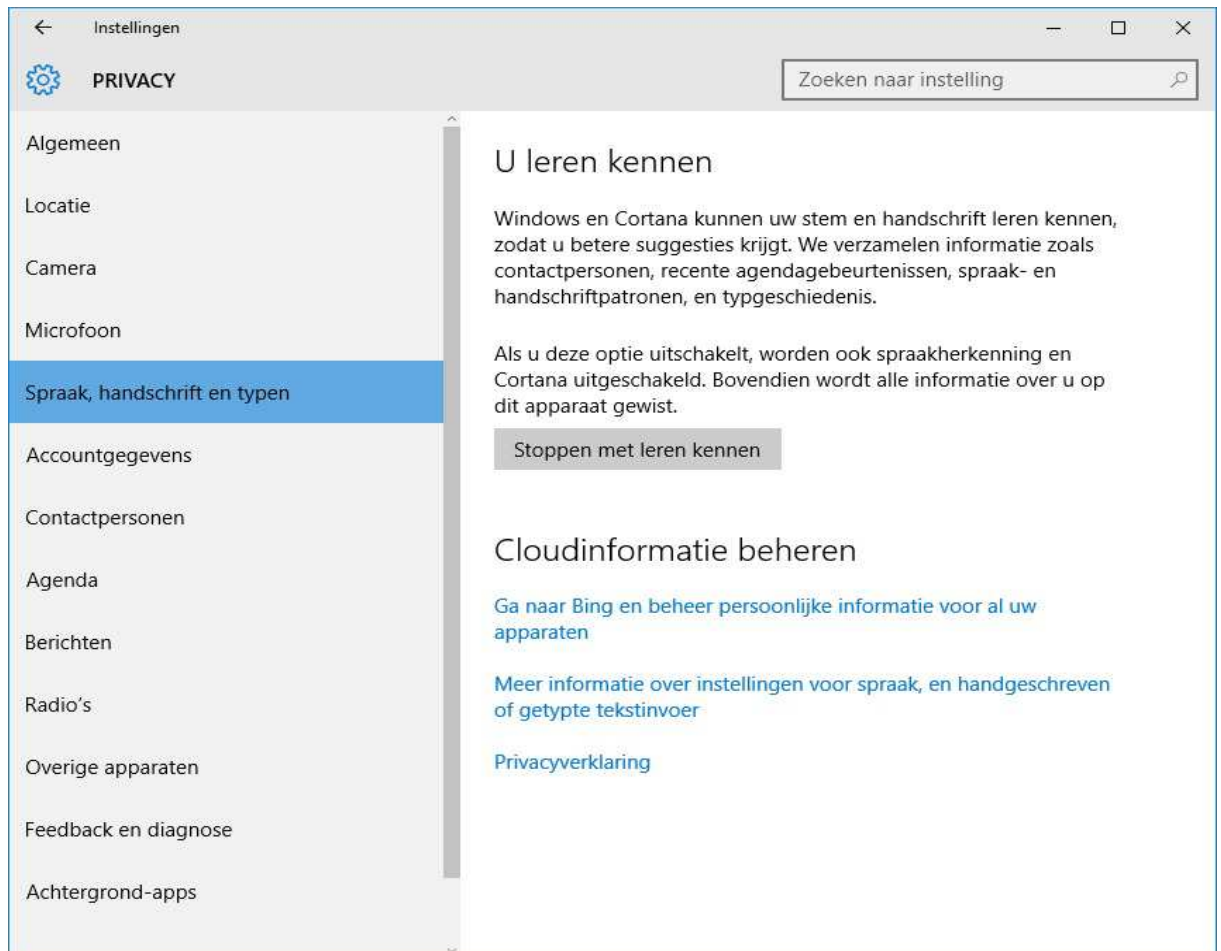 Instellingen
PRIVACY
Zoeken naar instelling
Algemeen
Locatie
Camera
Microfoon
Spraak, handschrift en typen
Accountgegevens
Contactpersonen
Agenda
Berichten
Radio's
Overige apparaten
Feedback en diagnose
Achtergrond-apps
U leren kennen
Windows en Cortana kunnen uw stem en handschrift leren kennen,
zodat u betere suggesties krijgt. We verzamelen informatie zoals
contactpersonen, recente agendagebeurtenissen, spraak- en
handschriftpatronen, en typgeschiedenis.
Als u deze optie uitschakelt, worden ook spraakherkenning en
Cortana uitgeschakeld. Bovendien wordt alle informatie over u op
dit apparaat gewist.
Stoppen met leren kennen
Cloudinformatie beheren
Ga naar Bing en beheer persoonlijke informatie voor al uw
apparaten
Meer informatie over instellingen voor spraak, en handgeschreven
of getypte tekstinvoer
Privacyverklaring